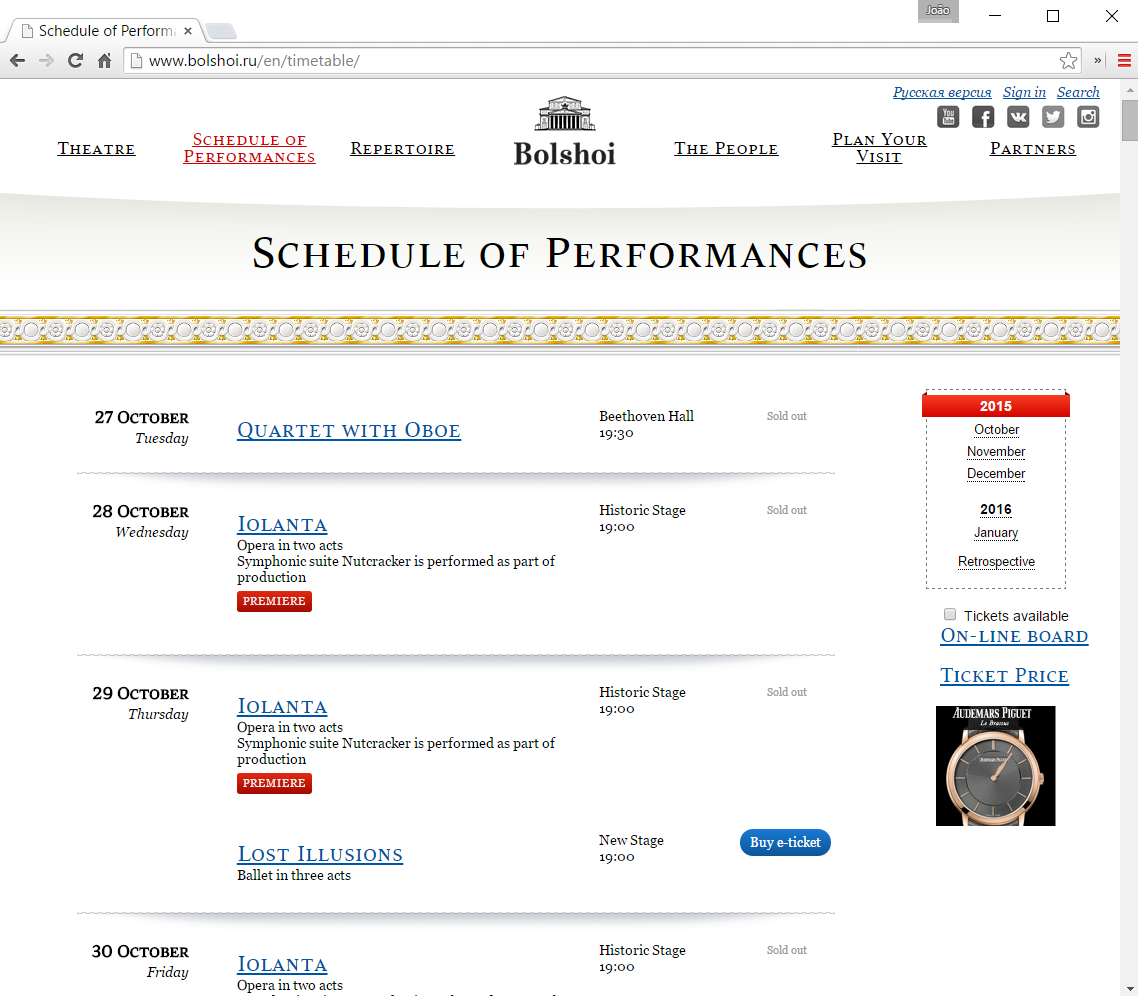 João
Schedule of Performa
www.bolshoi.ru/en/timetable/
Русская версия Sign in Search
You Tube
Theatre
Schedule of
Performances
Repertoire
Bolshoi
The People
Plan Your
Visit
Partners
Schedule of Performances
27 October
Tuesday
Quartet with Oboe
Beethoven Hall
19:30
Sold out
28 October
Wednesday
Iolanta
Opera in two acts
Symphonic suite Nutcracker is performed as part of
production
PREMIERE
Historic Stage
19:00
Sold out
29 October
Thursday
Iolanta
Opera in two acts
Symphonic suite Nutcracker is performed as part of
production
PREMIERE
Historic Stage
19:00
Sold out
Lost Illusions
Ballet in three acts
New Stage
19:00
Buy e-ticket
30 October
Friday
Iolanta
Opera in two acts
Historic Stage
19:00
Sold out
2015
October
November
December
2016
January
Retrospective
Tickets available
On-line board
Ticket Price
Audemars Piguet
Le Brassus
Audemars Piguet